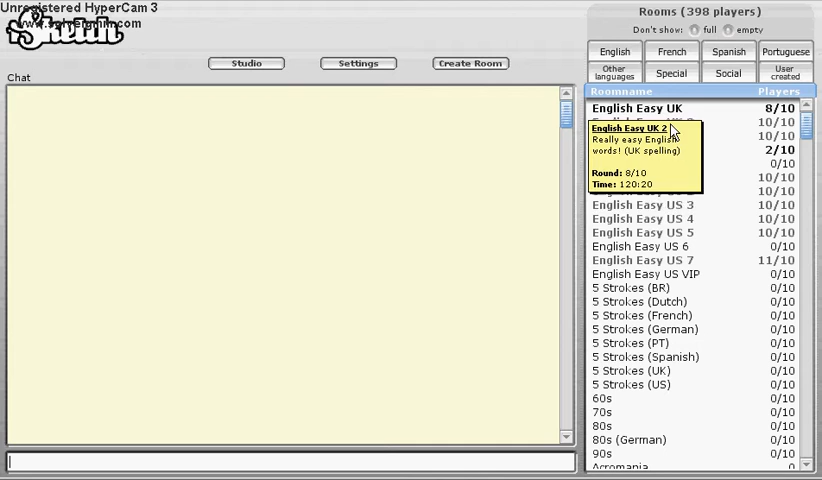 Unregistered HyperCam 3
iSketch
Rooms (398 players)
Don't show: full empty
Studio
Settings
Create Room
English
French
Spanish
Portuguese
Other languages
Special
Social
User created
Chat
Roomname Players
English Easy UK 8/10
10/10
10/10
2/10
0/10
10/10
10/10
English Easy US 3 10/10
English Easy US 4 10/10
English Easy US 5 10/10
English Easy US 6 0/10
English Easy US 7 11/10
English Easy US VIP 0/10
5 Strokes (BR) 0/10
5 Strokes (Dutch) 0/10
5 Strokes (French) 0/10
5 Strokes (German) 0/10
5 Strokes (PT) 0/10
5 Strokes (Spanish) 0/10
5 Strokes (UK) 0/10
5 Strokes (US) 0/10
60s 0/10
70s 0/10
80s 0/10
80s (German) 0/10
90s 0/10
Acromania
English Easy UK 2
Really easy English
words! (UK spelling)
Round: 8/10
Time: 120:20